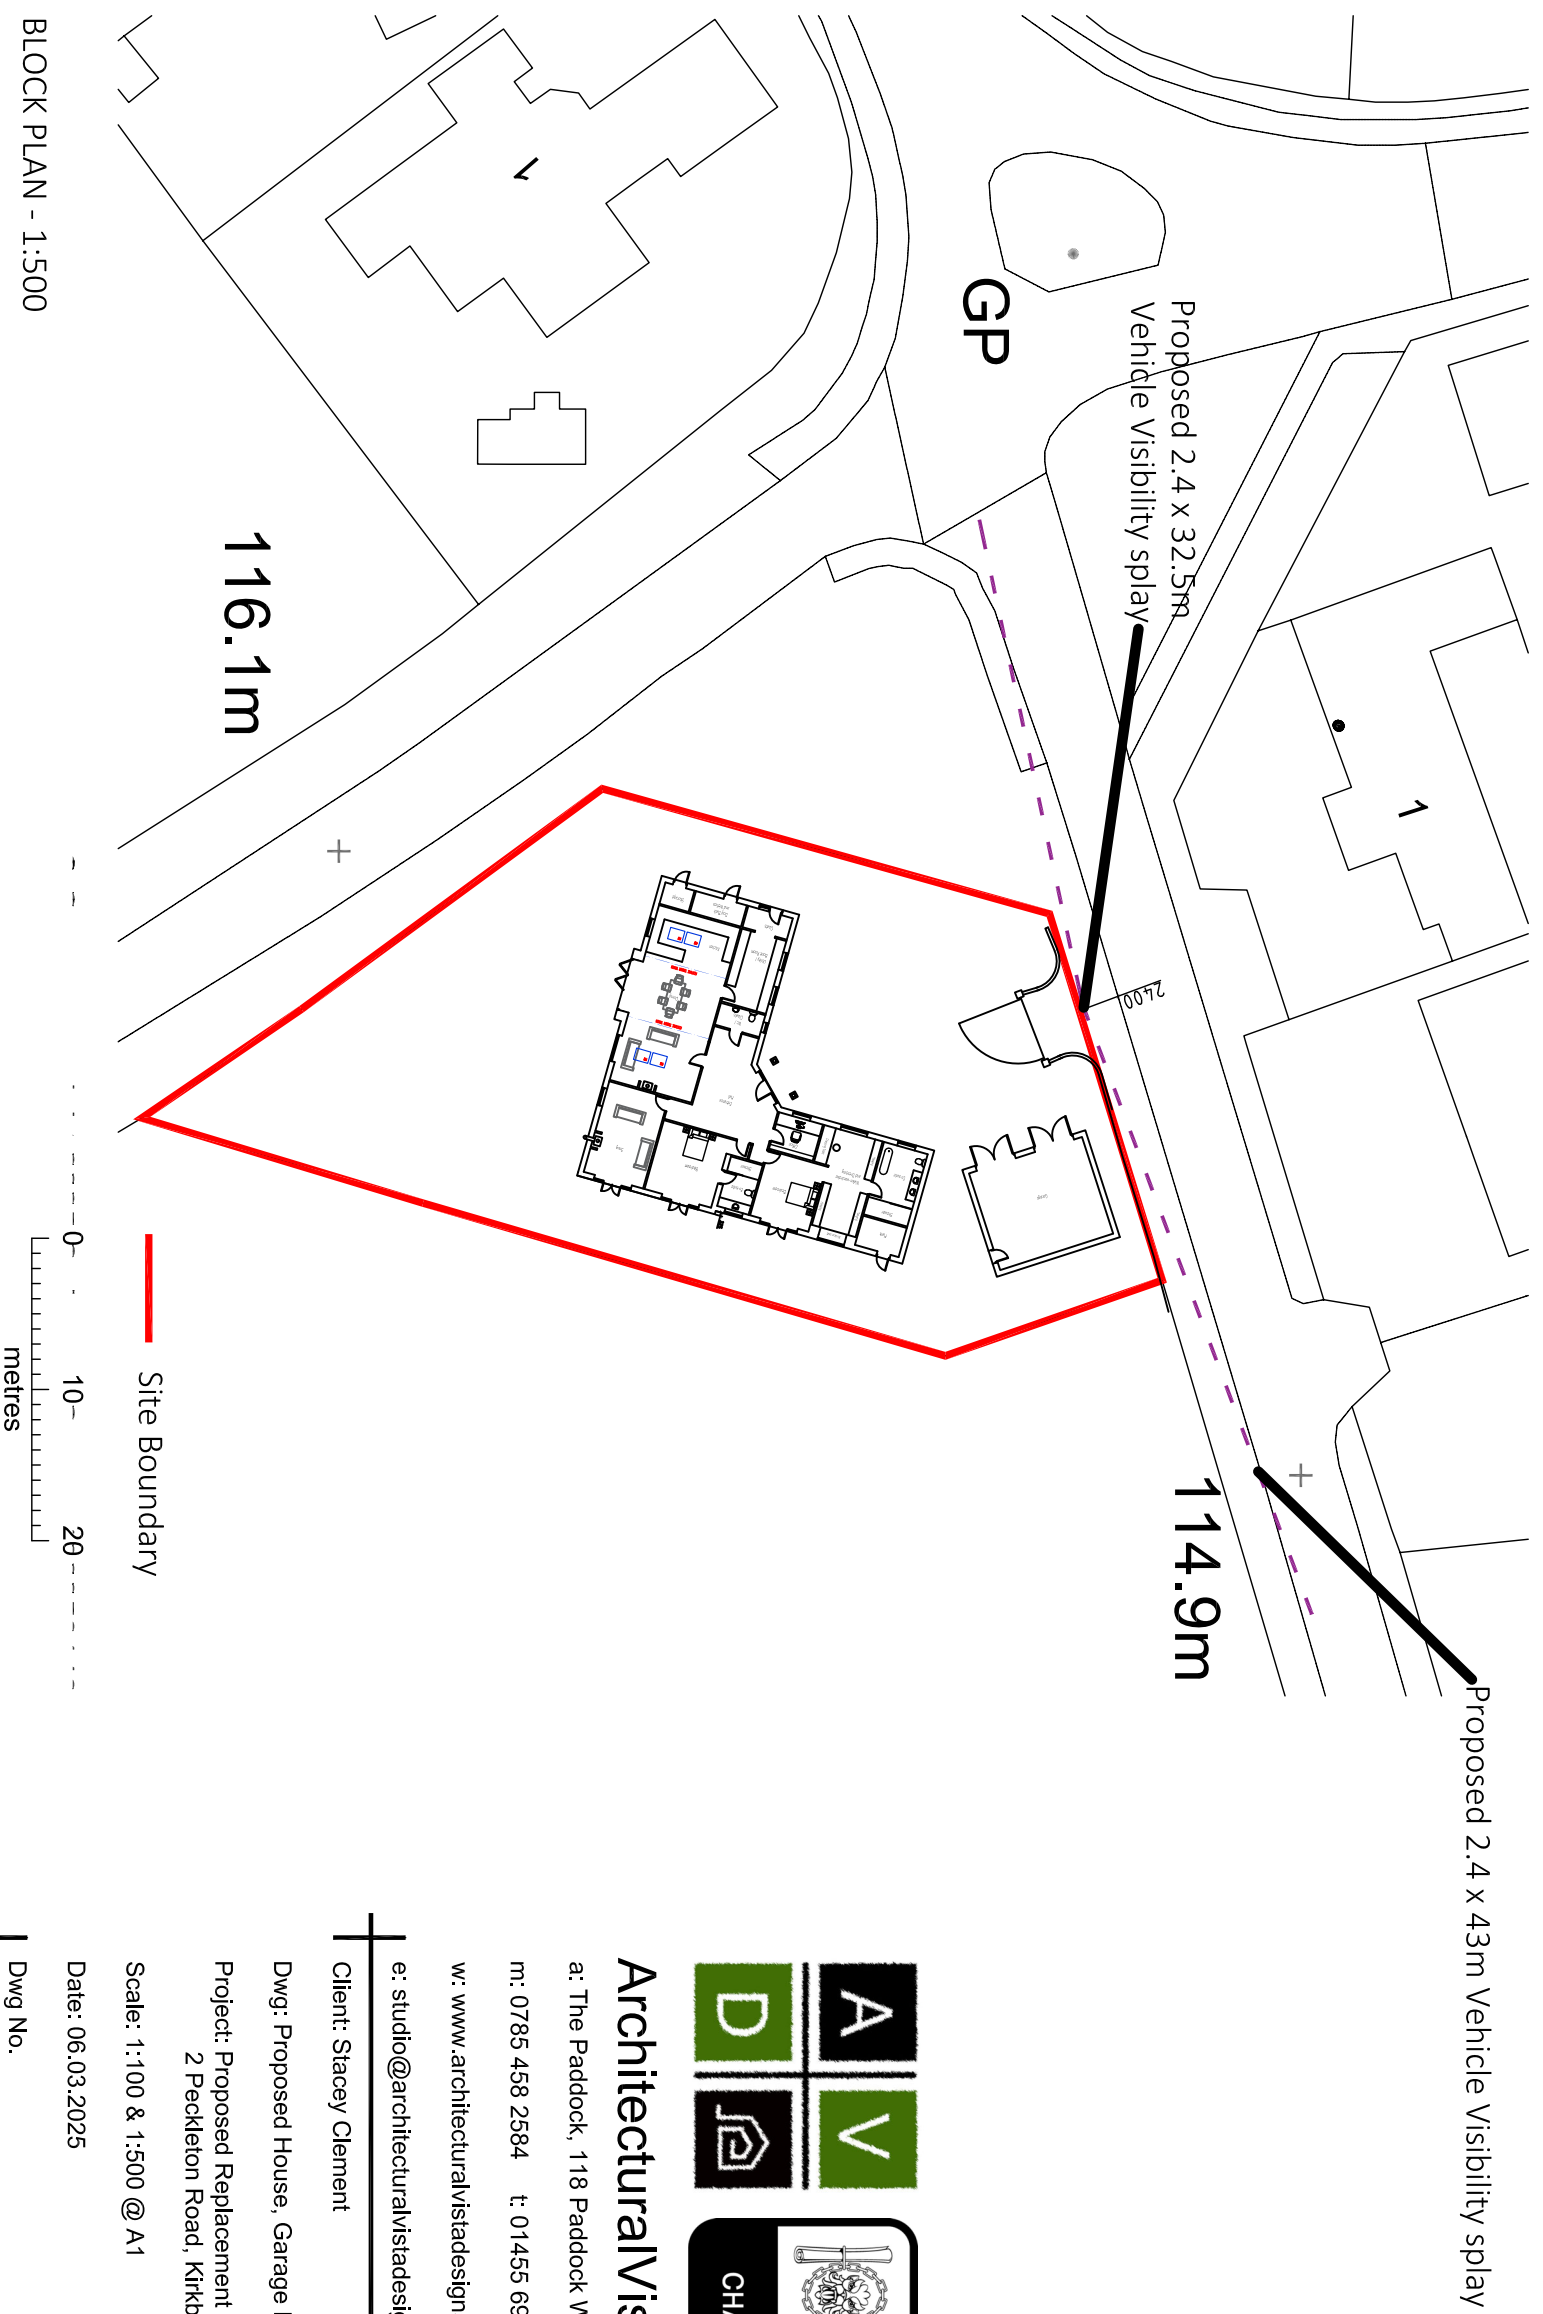 Proposed 2.4 x 43m Vehicle Visibility splay
Proposed 2.4 x 32.5m
Vehicle Visibility splay
2400
1
GP
114.9m
1
116.1m
Site Boundary
0
10
20
metres
BLOCK PLAN - 1:500
A
V
D
CHA
ArchitecturalVis
a: The Paddock, 118 Paddock W
m: 0785 458 2584 t: 01455 69
w: www.architecturalvistadesign
e: studio@architecturalvistadesig
Client: Stacey Clement
Dwg: Proposed House, Garage
Project: Proposed Replacement
2 Peckleton Road, Kirkb
Scale: 1:100 & 1:500 @ A1
Date: 06.03.2025
Dwg No.